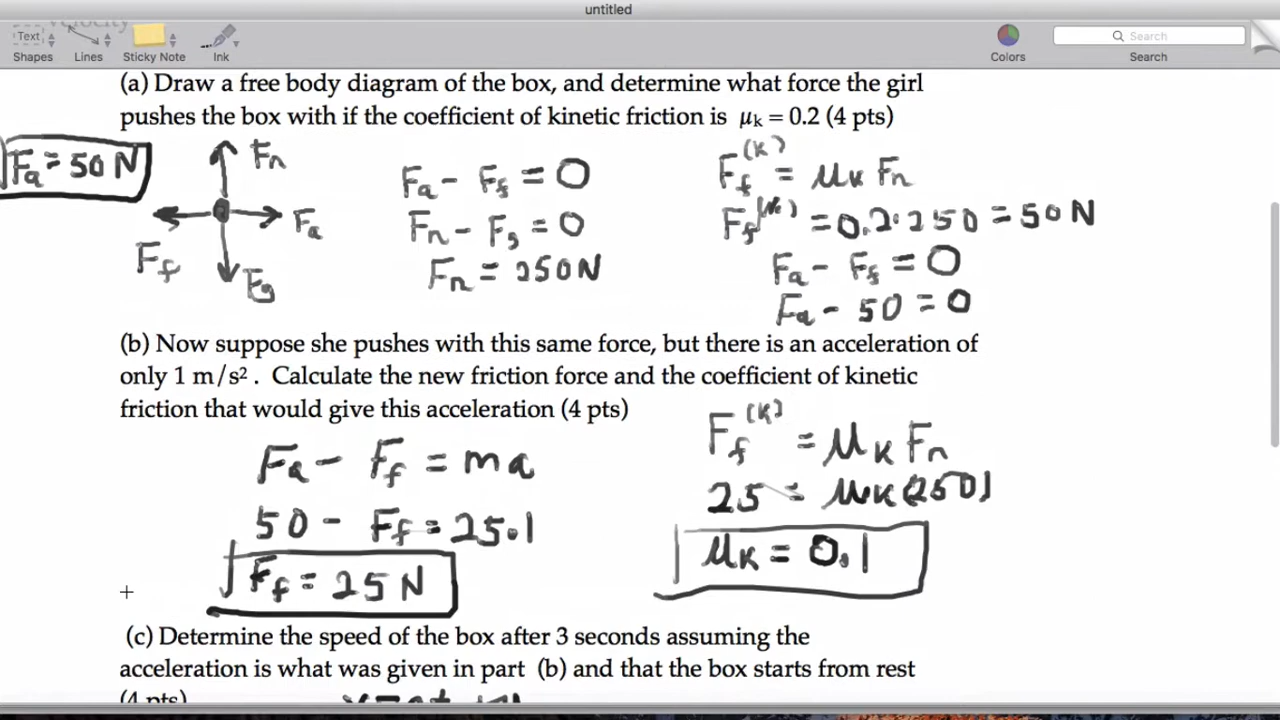 untitled
velocity
Text
Search
Shapes Lines Sticky Note Ink Colors Search
(a) Draw a free body diagram of the box, and determine what force the girl
pushes the box with if the coefficient of kinetic friction is μk = 0.2 (4 pts)
Fa = 50 N
Fn
Fa
Ff
Fg
Fa - Ff = 0
Fn - Fg = 0
Fn = 250N
Ff(k) = μk Fn
Ff(k) = 0.2·250 = 50 N
Fa - Ff = 0
Fa - 50 = 0
(b) Now suppose she pushes with this same force, but there is an acceleration of
only 1 m/s². Calculate the new friction force and the coefficient of kinetic
friction that would give this acceleration (4 pts)
Fa - Ff = ma
50 - Ff = 25·1
Ff = 25 N
Ff(k) = μk Fn
25 = μk(250)
μk = 0.1
(c) Determine the speed of the box after 3 seconds assuming the
acceleration is what was given in part (b) and that the box starts from rest
(4 pts)